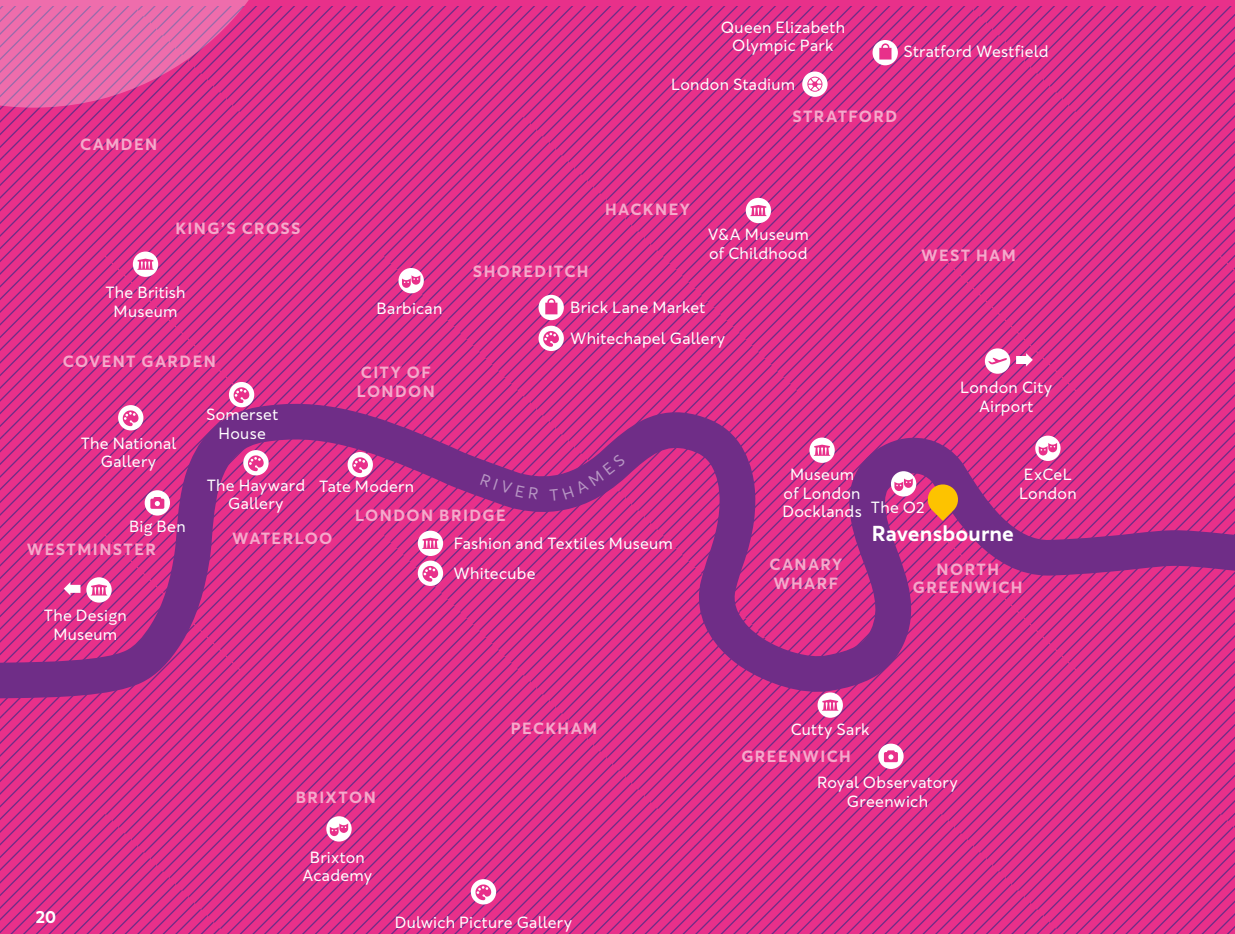 Queen Elizabeth
Olympic Park
Stratford Westfield
London Stadium
STRATFORD
CAMDEN
HACKNEY
KING'S CROSS
V&A Museum
of Childhood
WEST HAM
SHOREDITCH
The British
Museum
Barbican
Brick Lane Market
Whitechapel Gallery
COVENT GARDEN
CITY OF
LONDON
London City
Airport
Somerset
House
The National
Gallery
The Hayward
Gallery
Tate Modern
RIVER THAMES
Museum
of London
Docklands
The O2
ExCeL
London
Big Ben
LONDON BRIDGE
Ravensbourne
WESTMINSTER
WATERLOO
Fashion and Textiles Museum
Whitecube
CANARY
WHARF
NORTH
GREENWICH
The Design
Museum
PECKHAM
Cutty Sark
GREENWICH
Royal Observatory
Greenwich
BRIXTON
Brixton
Academy
Dulwich Picture Gallery
20